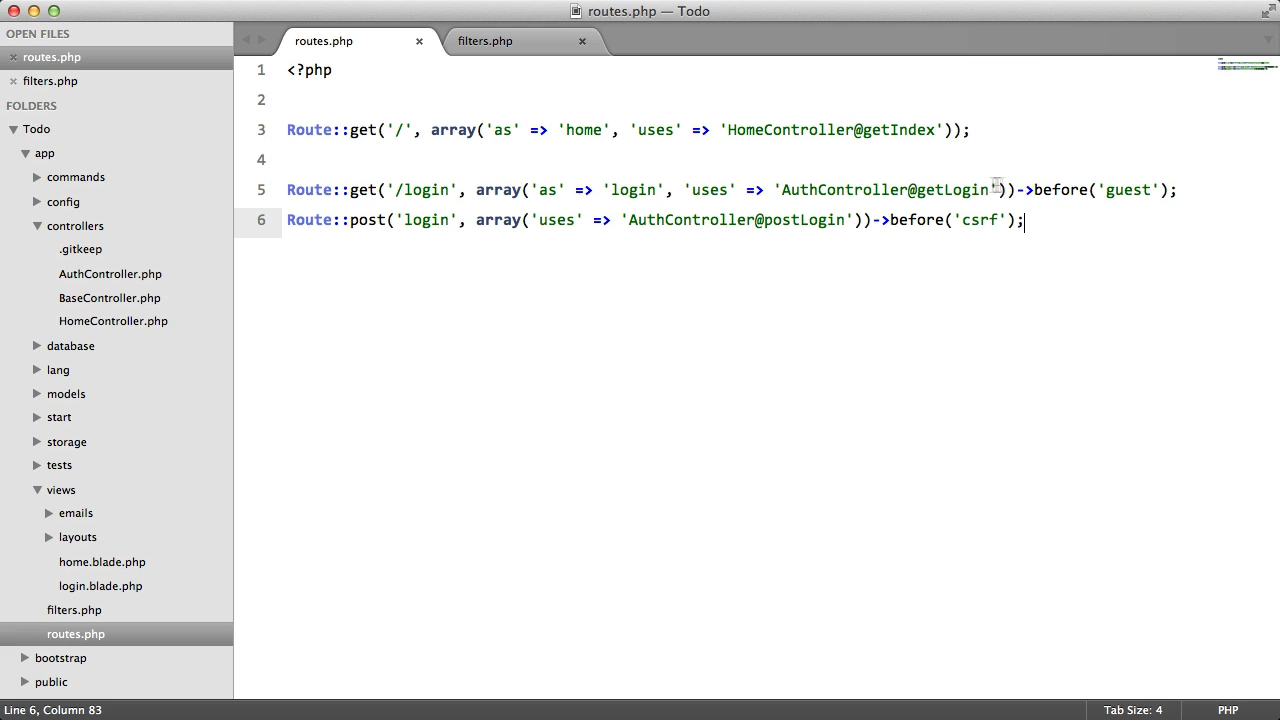 routes.php — Todo
OPEN FILES
routes.php
filters.php
FOLDERS
Todo
app
commands
config
controllers
.gitkeep
AuthController.php
BaseController.php
HomeController.php
database
lang
models
start
storage
tests
views
emails
layouts
home.blade.php
login.blade.php
filters.php
routes.php
bootstrap
public
routes.php
filters.php
1 <?php
2
3 Route::get('/', array('as' => 'home', 'uses' => 'HomeController@getIndex'));
4
5 Route::get('/login', array('as' => 'login', 'uses' => 'AuthController@getLogin'))->before('guest');
6 Route::post('login', array('uses' => 'AuthController@postLogin'))->before('csrf');
Line 6, Column 83
Tab Size: 4
PHP